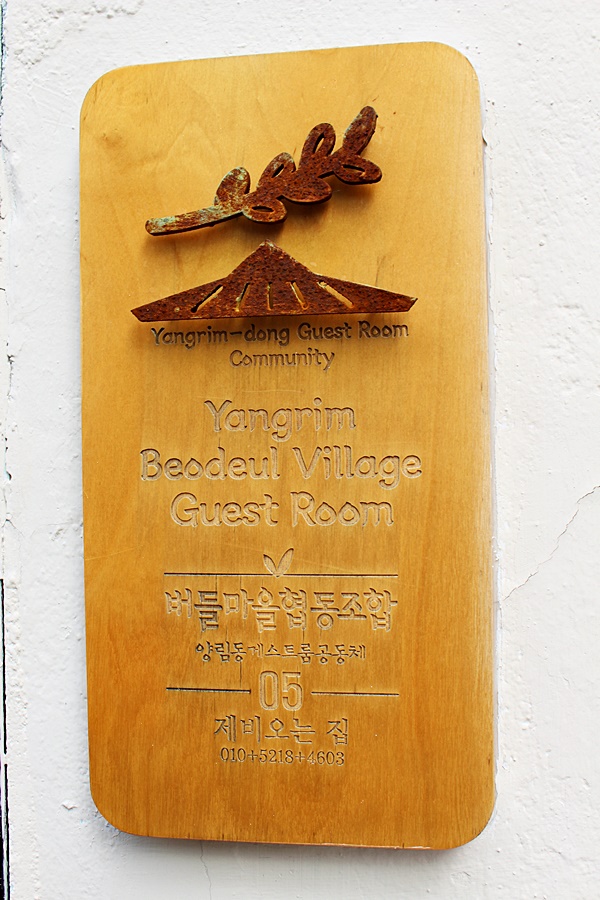 Yangrim-dong Guest Room
Community
Yangrim
Beodeul Village
Guest Room
버들마을협동조합
양림동게스트룸공동체
05
제비오는 집
010+5218+4603